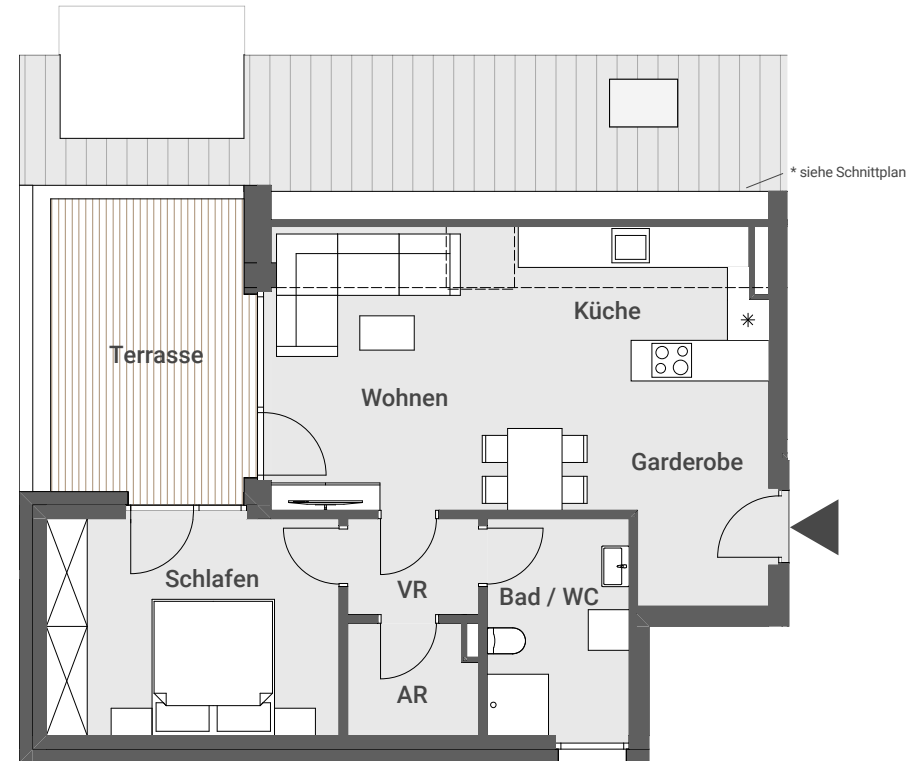 * siehe Schnittplan
Küche
Terrasse
Wohnen
Garderobe
Schlafen
VR
Bad / WC
AR